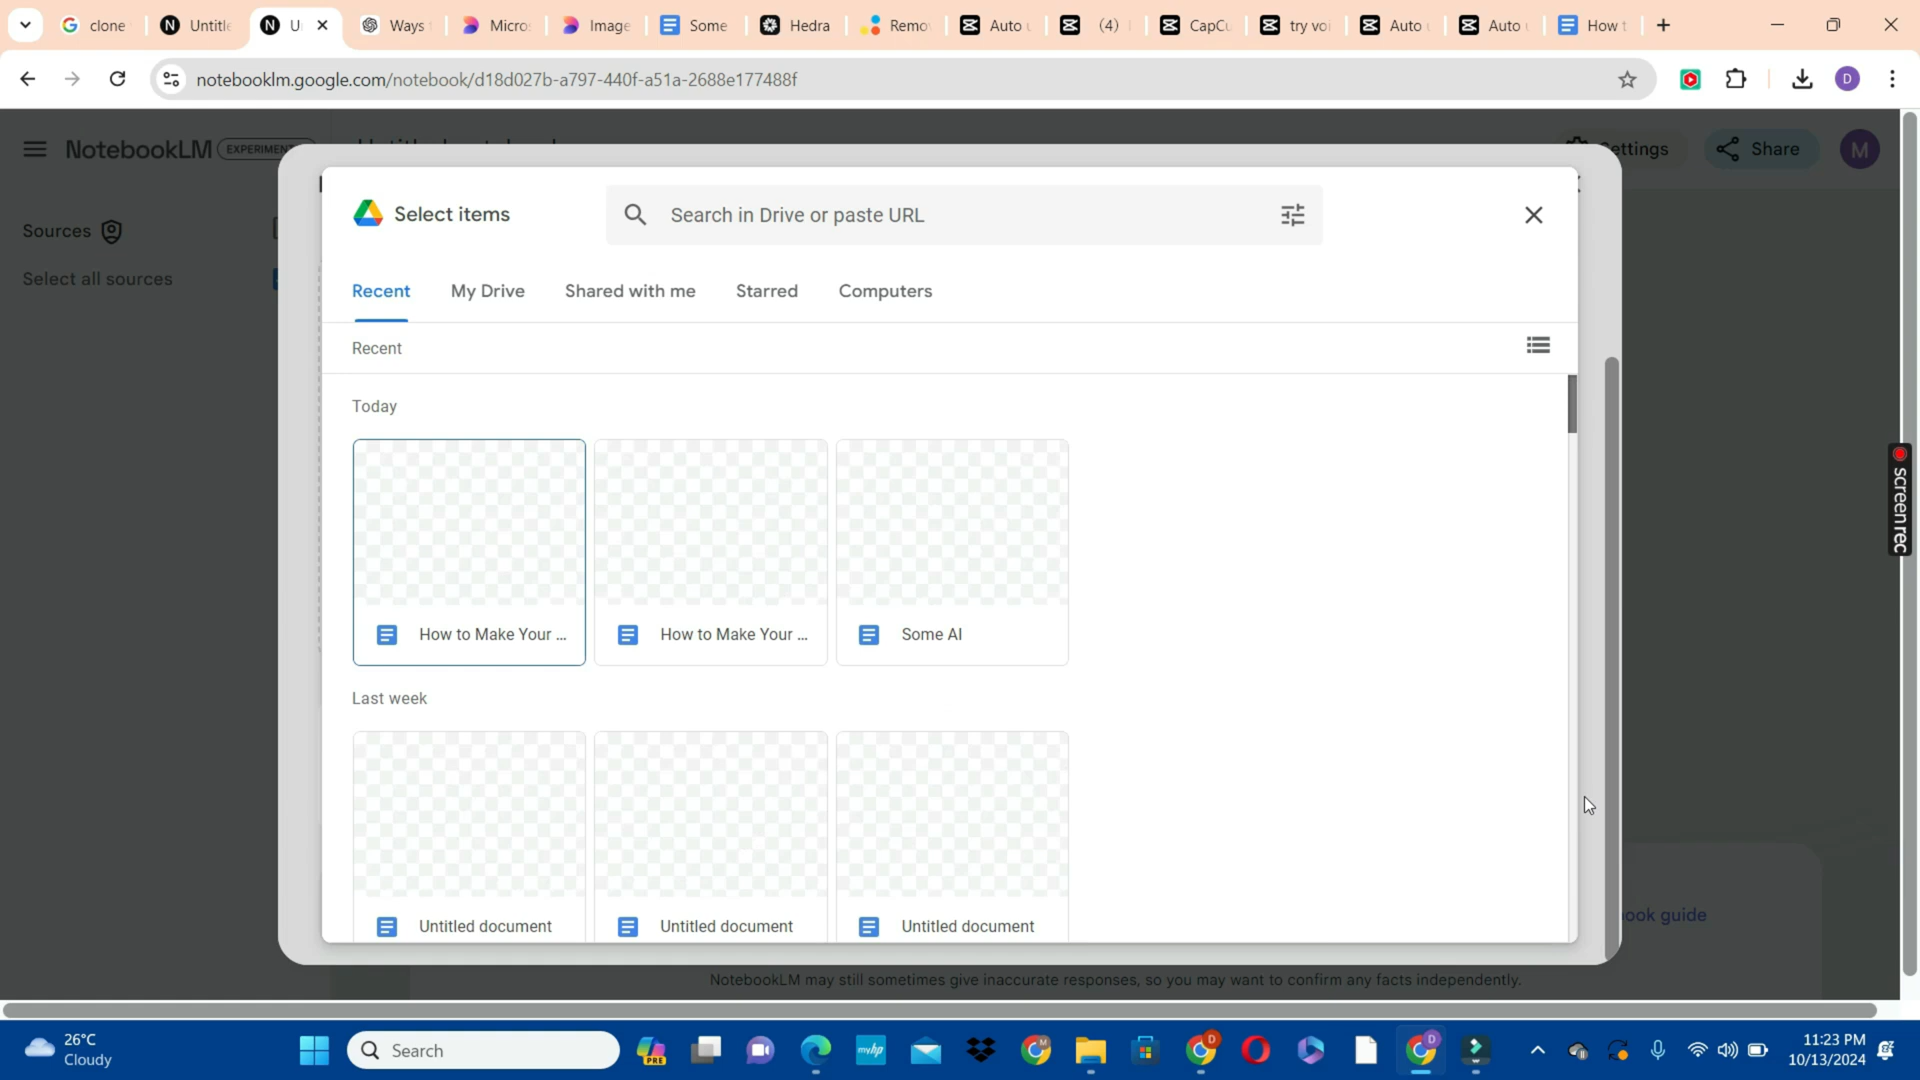 clone
Untitle
U
Ways
Micro
Image
Some
Hedra
Remo
Auto
(4)
CapCu
try voi
Auto
Auto
How t
notebooklm.google.com/notebook/d18d027b-a797-440f-a51a-2688e177488f
D
NotebookLM
EXPERIMENT
Settings
Share
M
Sources
Select all sources
Select items
Search in Drive or paste URL
Recent
My Drive
Shared with me
Starred
Computers
Recent
Today
How to Make Your ...
How to Make Your ...
Some AI
Last week
Untitled document
Untitled document
Untitled document
ook guide
NotebookLM may still sometimes give inaccurate responses, so you may want to confirm any facts independently.
screenrec
26°C
Cloudy
Search
PRE
myhp
M
D
D
11:23 PM
10/13/2024